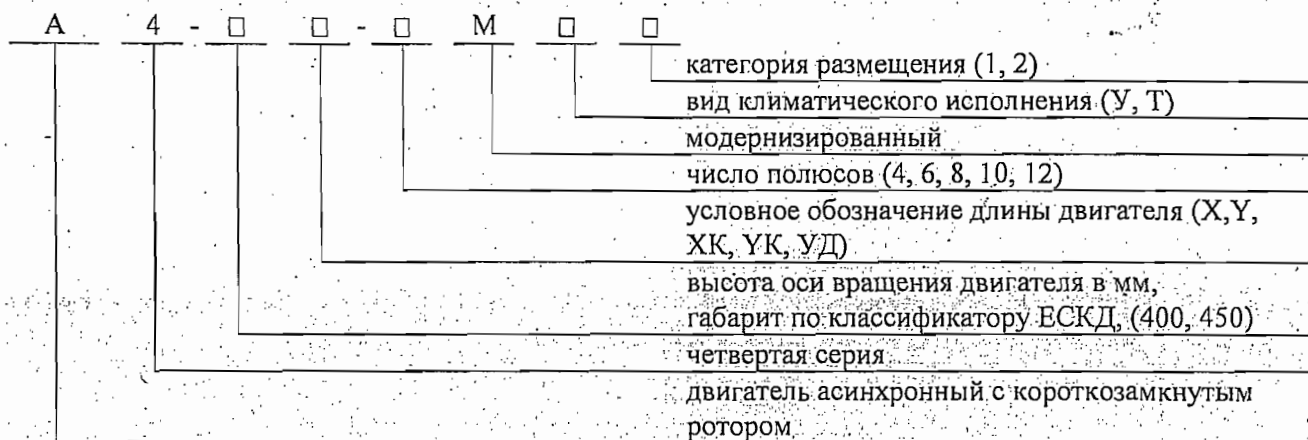 А 4 - □ □ - □ М □ □
категория размещения (1, 2)
вид климатического исполнения (У, Т)
модернизированный
число полюсов (4, 6, 8, 10, 12)
условное обозначение длины двигателя (X,Y,
ХК, YК, УД)
высота оси вращения двигателя в мм,
габарит по классификатору ЕСКД, (400, 450)
четвертая серия
двигатель асинхронный с короткозамкнутым
ротором